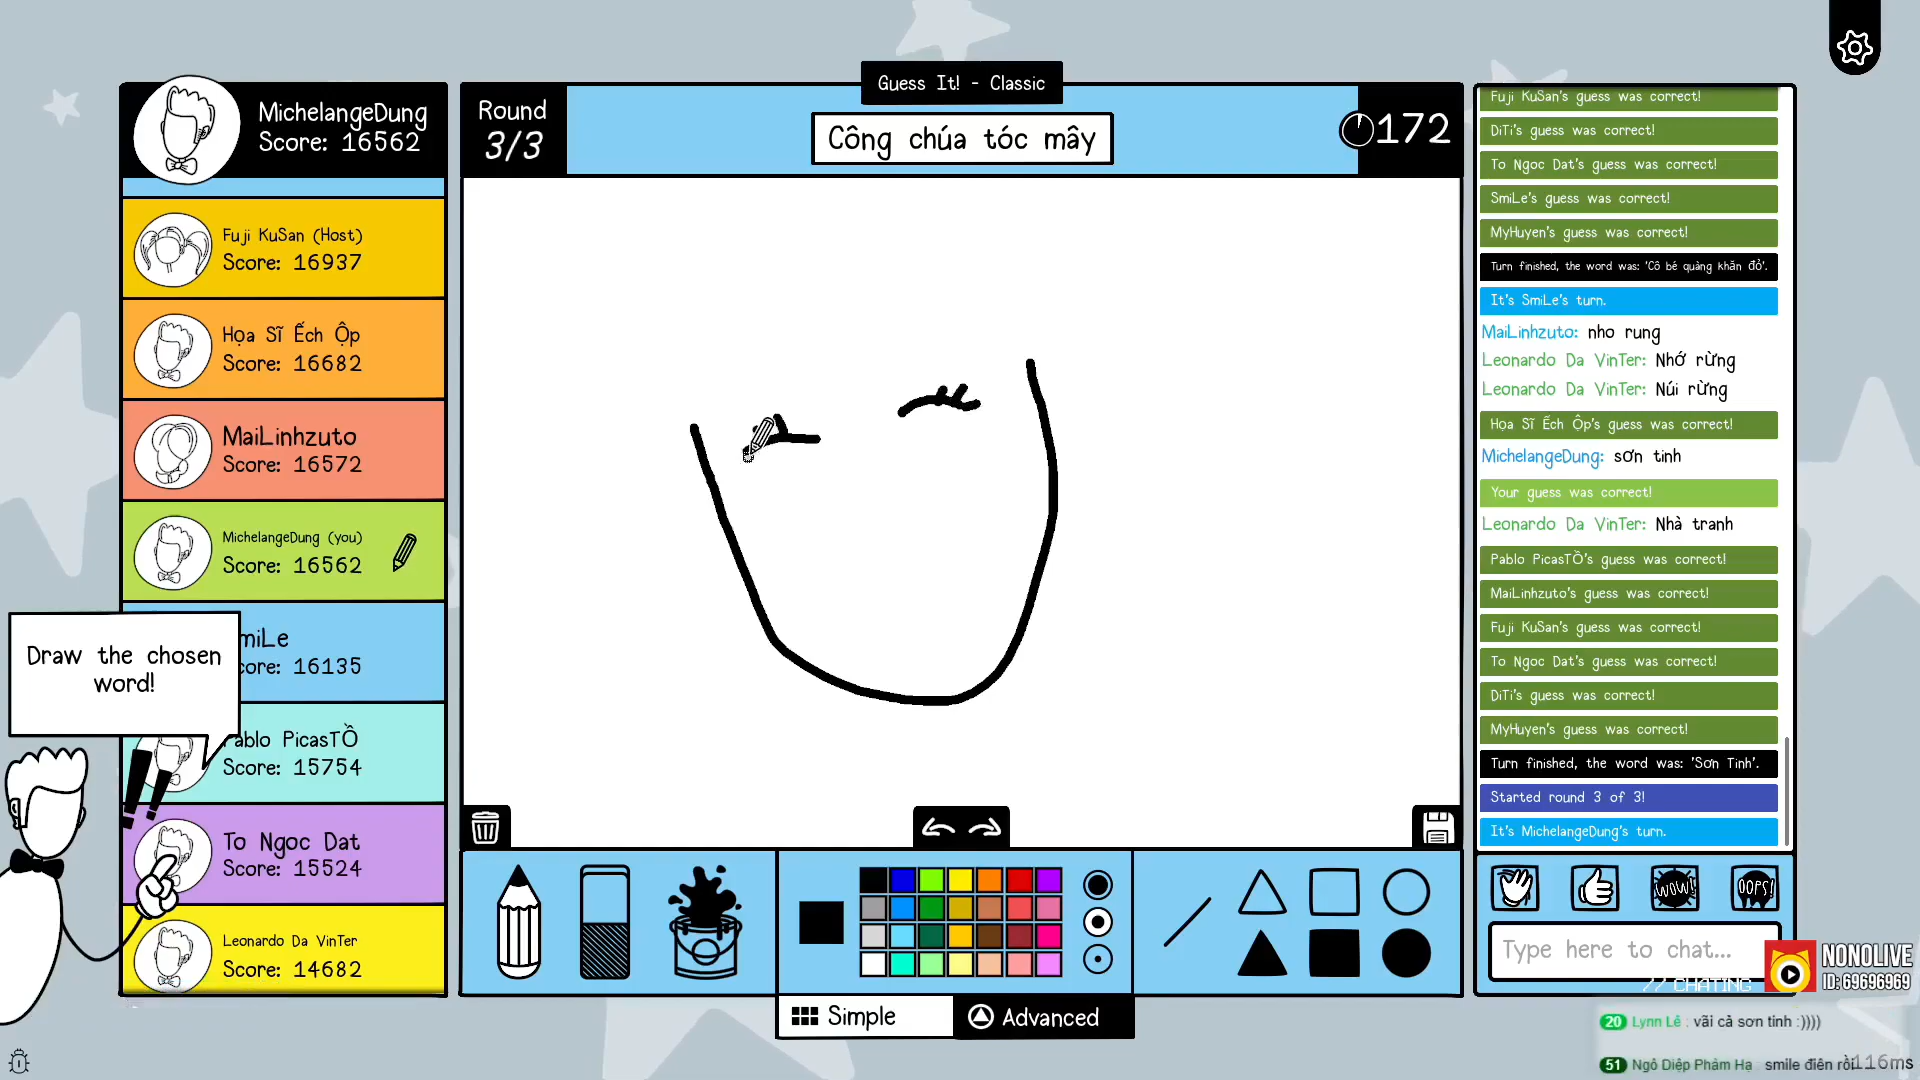 Guess It! - Classic
MichelangeDung
Score: 16562
Round
3/3
Công chúa tóc mây
172
Fuji KuSan (Host)
Score: 16937
Họa Sĩ Ếch Ộp
Score: 16682
MaiLinhzuto
Score: 16572
MichelangeDung (you)
Score: 16562
miLe
core: 16135
Pablo PicasTỒ
Score: 15754
To Ngoc Dat
Score: 15524
Leonardo Da VinTer
Score: 14682
Draw the chosen
word!
Fuji KuSan's guess was correct!
DiTi's guess was correct!
To Ngoc Dat's guess was correct!
SmiLe's guess was correct!
MyHuyen's guess was correct!
Turn finished, the word was: 'Cô bé quàng khăn đỏ'.
It's SmiLe's turn.
MaiLinhzuto: nho rung
Leonardo Da VinTer: Nhớ rừng
Leonardo Da VinTer: Núi rừng
Họa Sĩ Ếch Ộp's guess was correct!
MichelangeDung: sơn tinh
Your guess was correct!
Leonardo Da VinTer: Nhà tranh
Pablo PicasTỒ's guess was correct!
MaiLinhzuto's guess was correct!
Fuji KuSan's guess was correct!
To Ngoc Dat's guess was correct!
DiTi's guess was correct!
MyHuyen's guess was correct!
Turn finished, the word was: 'Sơn Tinh'.
Started round 3 of 3!
It's MichelangeDung's turn.
WOW!
OOPS!
Type here to chat...
// CHATING
NONOLIVE
ID:69696969
Simple
Advanced
20 Lynn Lê : vãi cả sơn tinh :))))
51 Ngô Diệp Phàm Hạ smile điên rồi
116ms